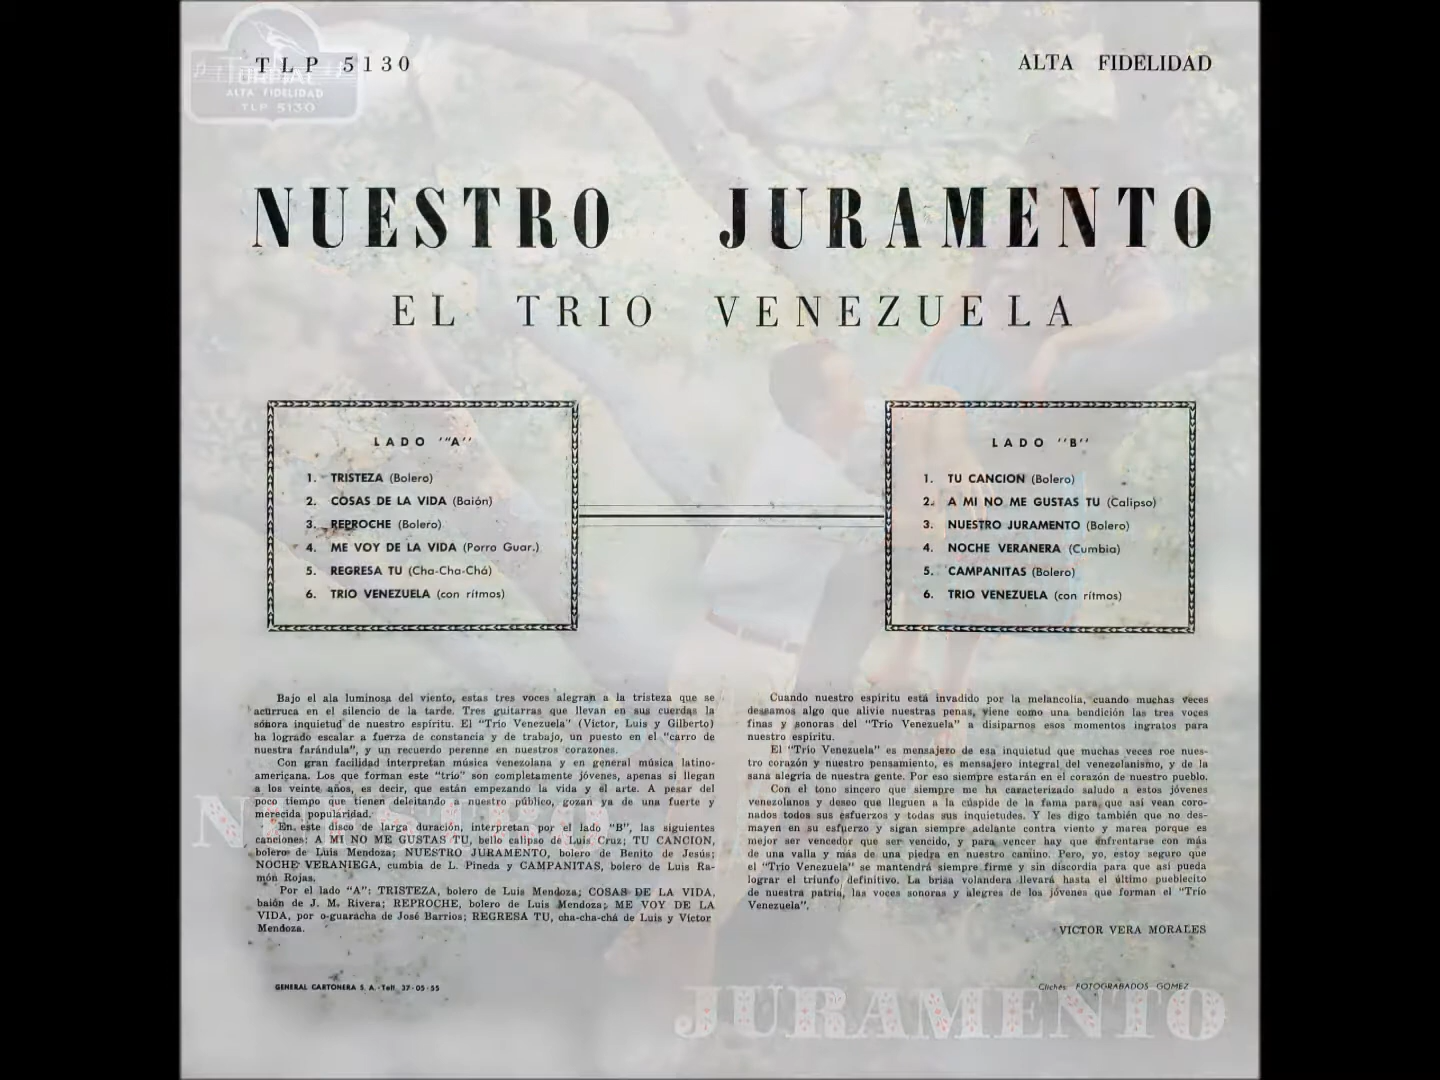 TLP 5130
ALTA FIDELIDAD
TURPIAL
ALTA FIDELIDAD
TLP 5130
NUESTRO JURAMENTO
EL TRIO VENEZUELA
LADO ''"A''
1. TRISTEZA (Bolero)
2. COSAS DE LA VIDA (Baión)
3. REPROCHE (Bolero)
4. ME VOY DE LA VIDA (Porro Guar.)
5. REGRESA TU (Cha-Cha-Chá)
6. TRIO VENEZUELA (con rítmos)
LADO ''B''
1. TU CANCION (Bolero)
2. A MI NO ME GUSTAS TU (Calipso)
3. NUESTRO JURAMENTO (Bolero)
4. NOCHE VERANERA (Cumbia)
5. CAMPANITAS (Bolero)
6. TRIO VENEZUELA (con rítmos)
Bajo el ala luminosa del viento, estas tres voces alegran a la tristeza que se
acurruca en el silencio de la tarde. Tres guitarras que llevan en sus cuerdas la
sonora inquietud de nuestro espíritu. El "Trío Venezuela" (Víctor, Luis y Gilberto)
ha logrado escalar a fuerza de constancia y de trabajo, un puesto en el "carro de
nuestra farándula", y un recuerdo perenne en nuestros corazones.
Con gran facilidad interpretan música venezolana y en general música latino-
americana. Los que forman este "trío" son completamente jóvenes, apenas si llegan
a los veinte años, es decir, que están empezando la vida y el arte. A pesar del
poco tiempo que tienen deleitando a nuestro público, gozan ya de una fuerte y
merecida popularidad.
En este disco de larga duración, interpretan por el lado "B", las siguientes
canciones: A MI NO ME GUSTAS TU, bello calipso de Luis Cruz; TU CANCION,
bolero de Luis Mendoza; NUESTRO JURAMENTO, bolero de Benito de Jesús;
NOCHE VERANIEGA, cumbia de L. Pineda y CAMPANITAS, bolero de Luis Ra-
món Rojas.
Por el lado "A": TRISTEZA, bolero de Luis Mendoza; COSAS DE LA VIDA,
baión de J. M. Rivera; REPROCHE, bolero de Luis Mendoza; ME VOY DE LA
VIDA, por o-guaracha de José Barrios; REGRESA TU, cha-cha-chá de Luis y Víctor
Mendoza.
Cuando nuestro espíritu está invadido por la melancolía, cuando muchas veces
deseamos algo que alivie nuestras penas, viene como una bendición las tres voces
finas y sonoras del "Trío Venezuela" a disiparnos esos momentos ingratos para
nuestro espíritu.
El "Trío Venezuela" es mensajero de esa inquietud que muchas veces roe nues-
tro corazón y nuestro pensamiento, es mensajero integral del venezolanismo, y de la
sana alegría de nuestra gente. Por eso siempre estarán en el corazón de nuestro pueblo.
Con el tono sincero que siempre me ha caracterizado saludo a estos jóvenes
venezolanos y deseo que lleguen a la cúspide de la fama para que así vean coro-
nados todos sus esfuerzos y todas sus inquietudes. Y les digo también que no des-
mayen en su esfuerzo y sigan siempre adelante contra viento y marea porque es
mejor ser vencedor que ser vencido, y para vencer hay que enfrentarse con más
de una valla y más de una piedra en nuestro camino. Pero, yo, estoy seguro que
el "Trío Venezuela" se mantendrá siempre firme y sin discordia para que así pueda
lograr el triunfo definitivo. La brisa volandera llevará hasta el último pueblecito
de nuestra patria, las voces sonoras y alegres de los jóvenes que forman el "Trío
Venezuela".
VICTOR VERA MORALES
NUESTRO
GENERAL CARTONERA S. A. - Telf. 37-05-55
Clichés: FOTOGRABADOS GOMEZ
JURAMENTO